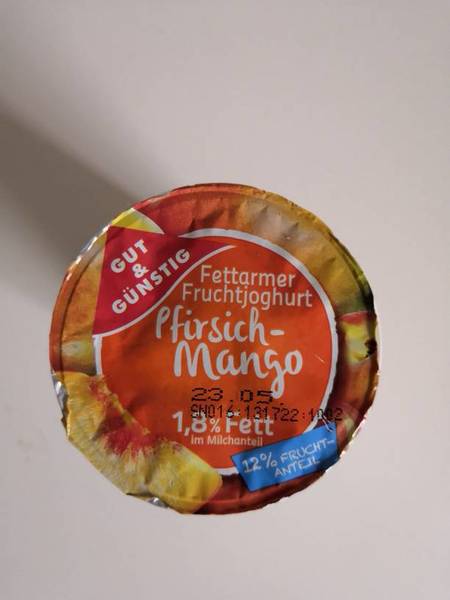 GUT
&
GÜNSTIG
Fettarmer
Fruchtjoghurt
Pfirsich-
Mango
23.05.
1,8% Fett
im Milchanteil
12% FRUCHT-
ANTEIL